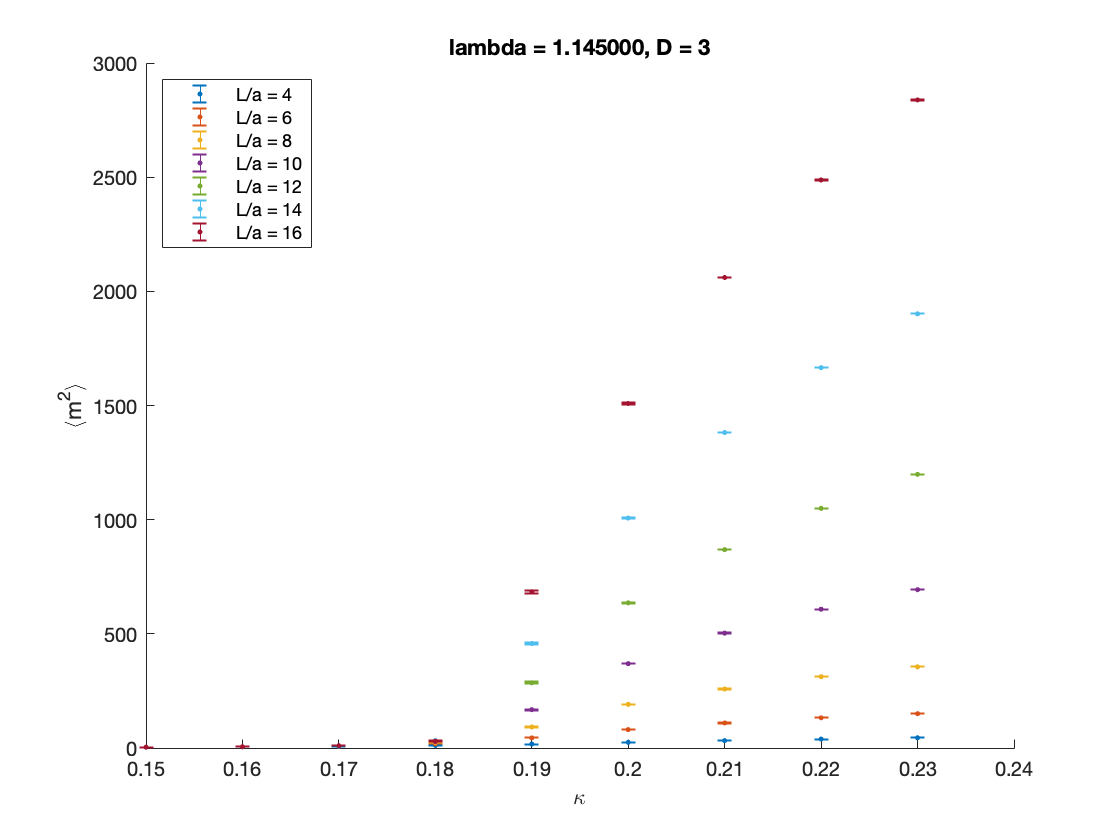 lambda = 1.145000, D = 3
3000
2500
2000
1500
1000
500
0
⟨m²⟩
L/a = 4
L/a = 6
L/a = 8
L/a = 10
L/a = 12
L/a = 14
L/a = 16
0.15 0.16 0.17 0.18 0.19 0.2 0.21 0.22 0.23 0.24
κ